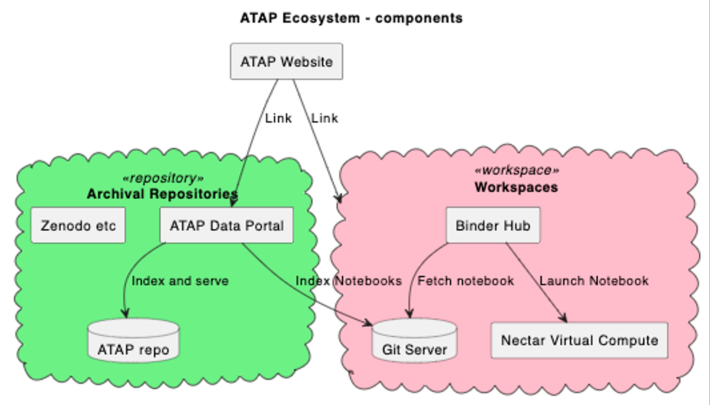 ATAP Ecosystem - components
ATAP Website
Link
Link
«repository»
Archival Repositories
«workspace»
Workspaces
Zenodo etc
ATAP Data Portal
Binder Hub
Index and serve
Index Notebooks
Fetch notebook
Launch Notebook
ATAP repo
Git Server
Nectar Virtual Compute